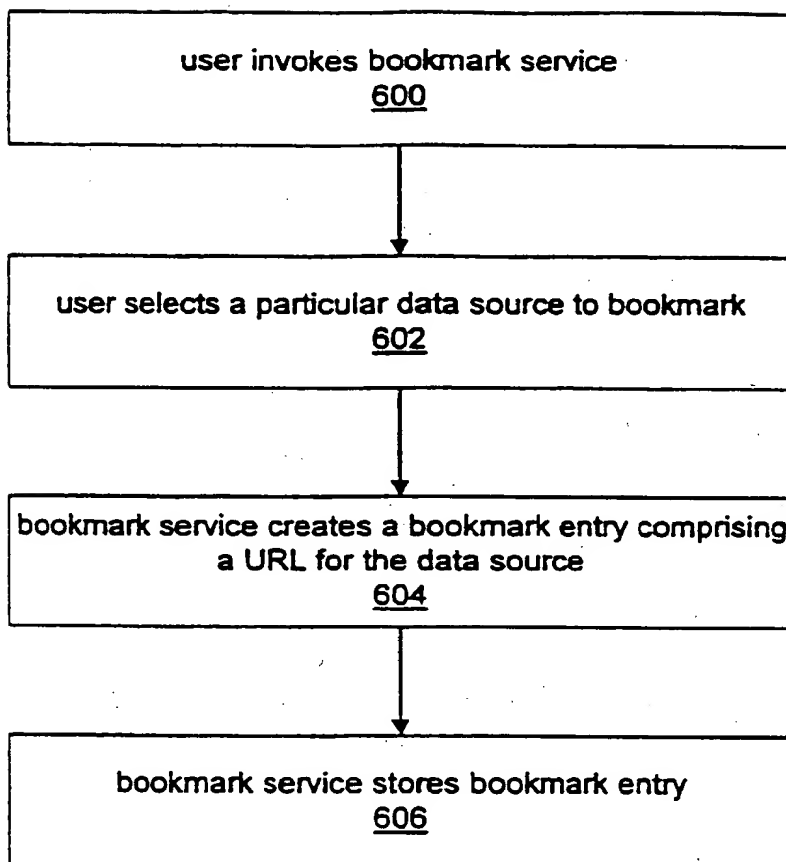 user invokes bookmark service
600
user selects a particular data source to bookmark
602
bookmark service creates a bookmark entry comprising
a URL for the data source
604
bookmark service stores bookmark entry
606